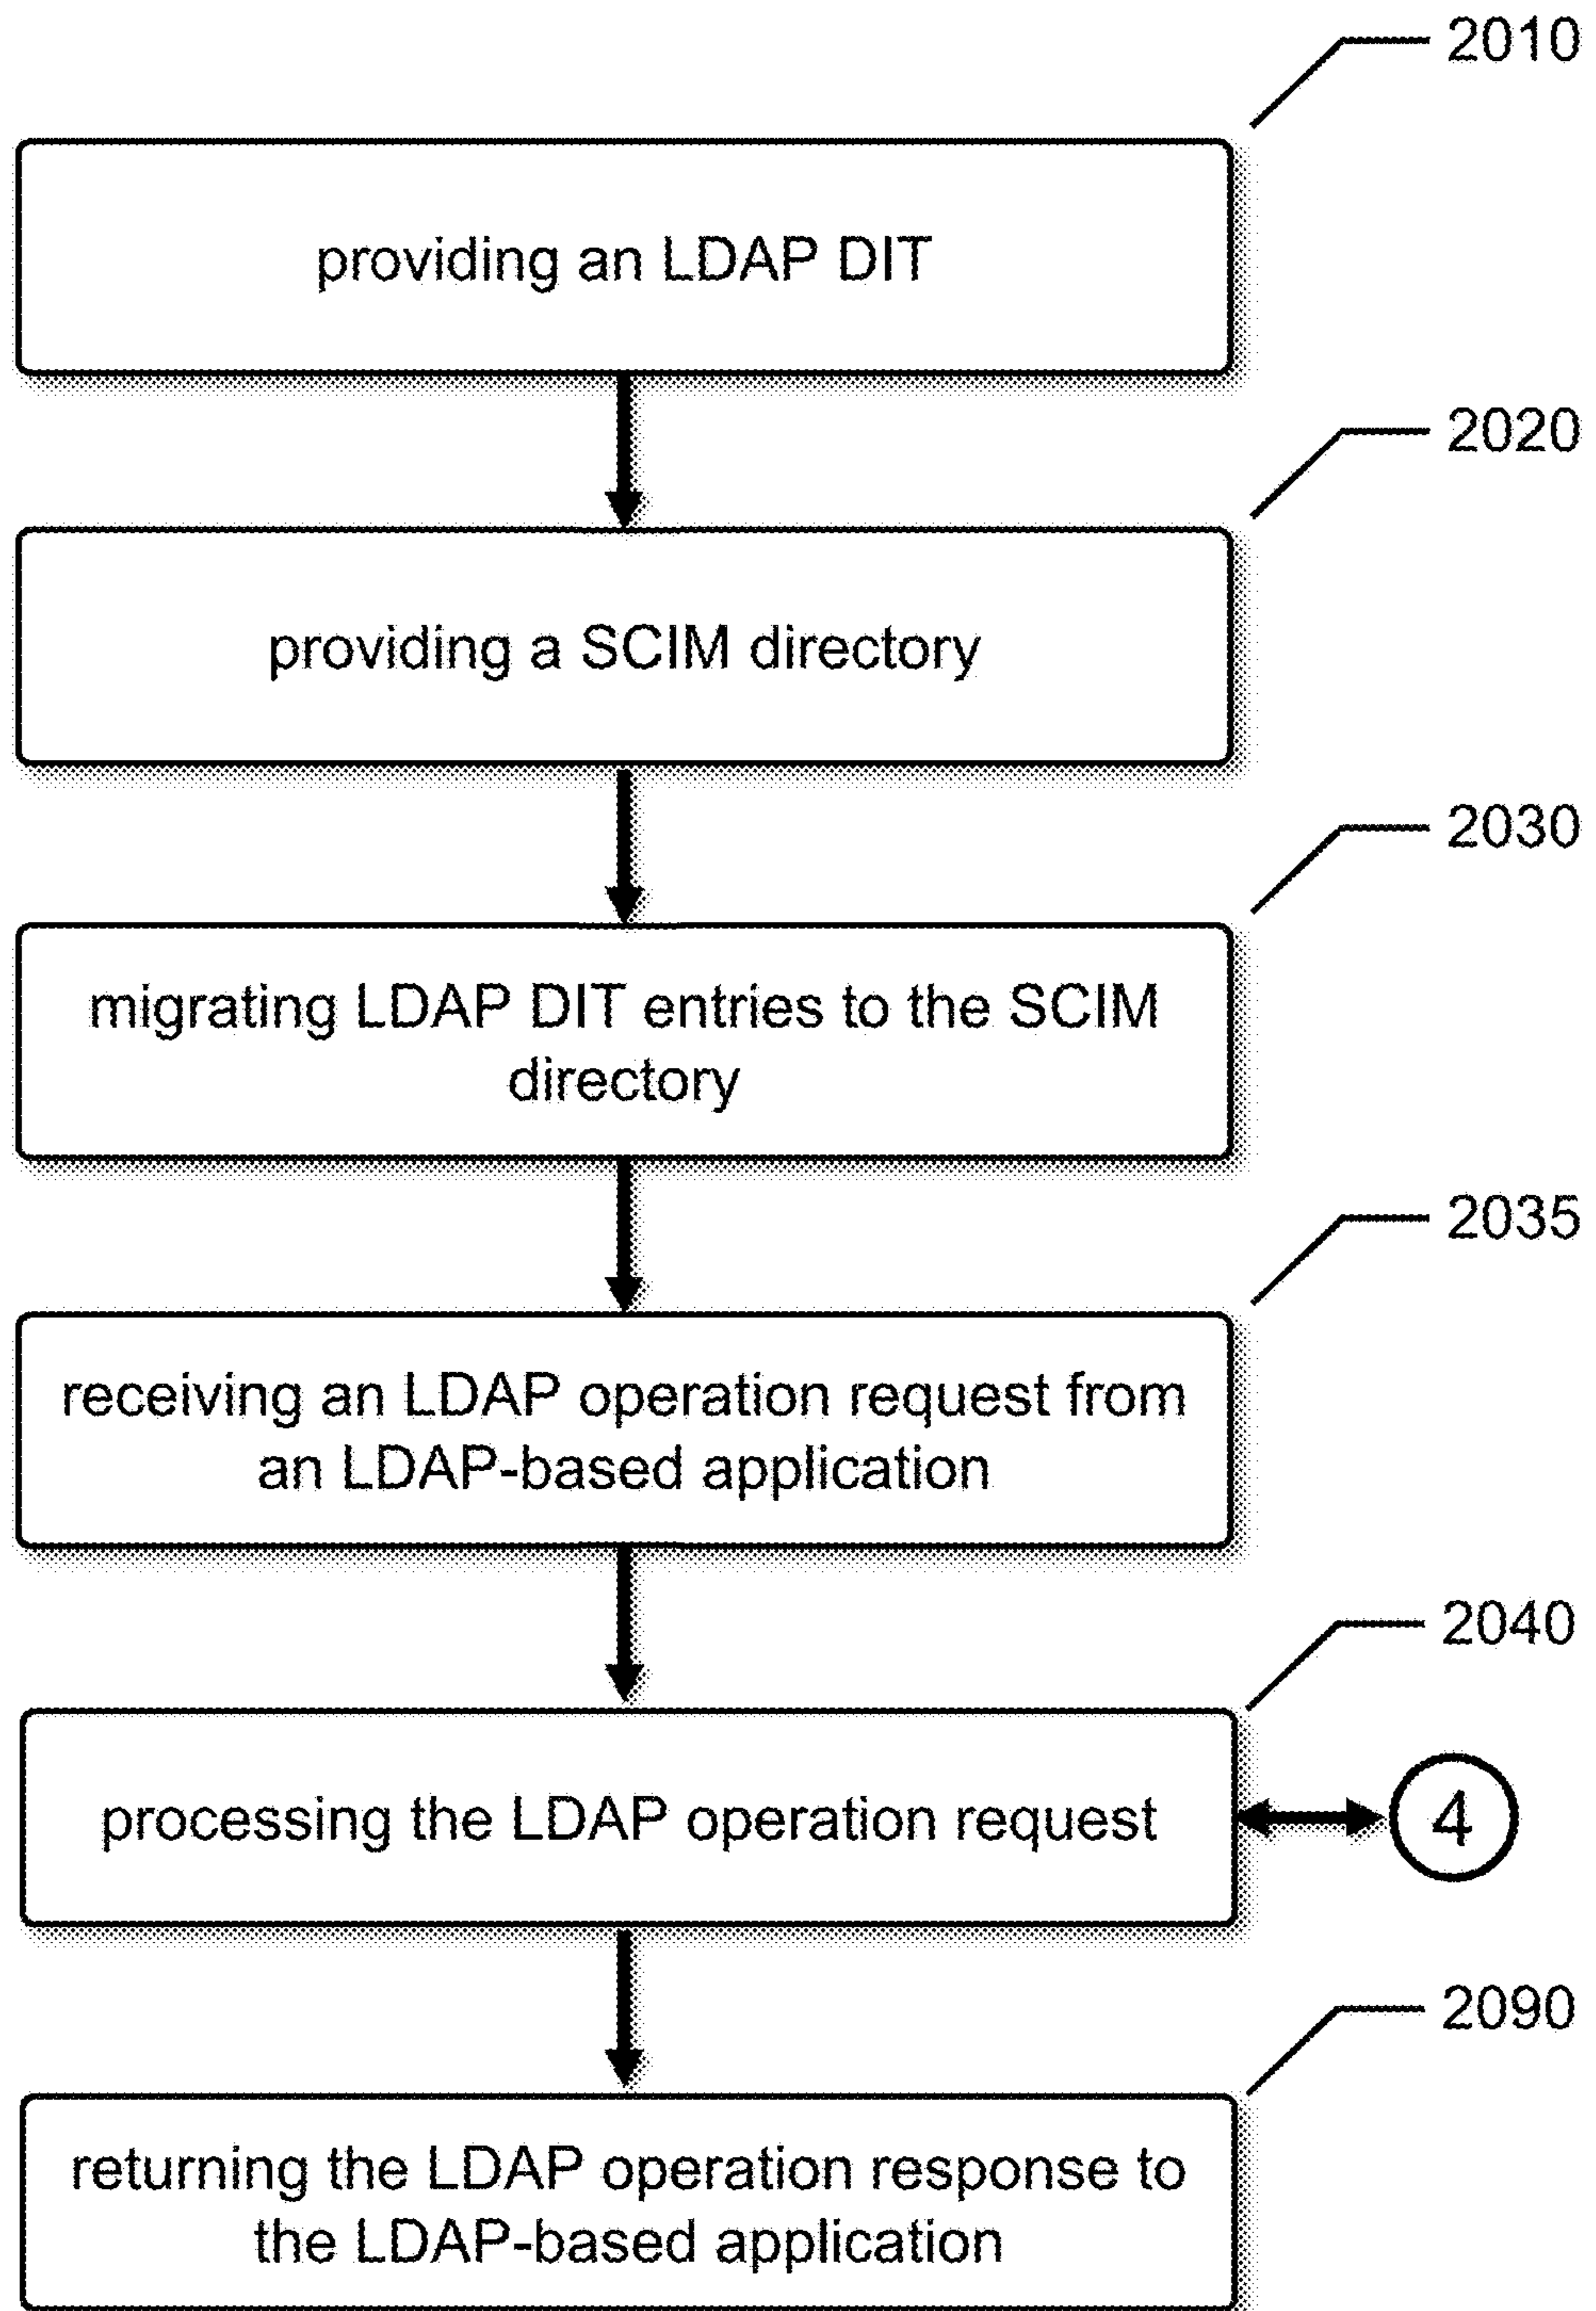 2010
providing an LDAP DIT
2020
providing a SCIM directory
2030
migrating LDAP DIT entries to the SCIM
directory
2035
receiving an LDAP operation request from
an LDAP-based application
2040
processing the LDAP operation request
4
2090
returning the LDAP operation response to
the LDAP-based application